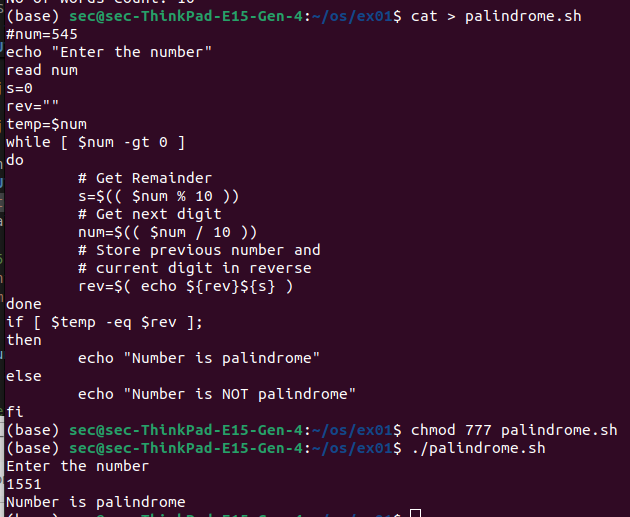 No of words count: 10
(base) sec@sec-ThinkPad-E15-Gen-4:~/os/ex01$ cat > palindrome.sh
#num=545
echo "Enter the number"
read num
s=0
rev=""
temp=$num
while [ $num -gt 0 ]
do
        # Get Remainder
        s=$(( $num % 10 ))
        # Get next digit
        num=$(( $num / 10 ))
        # Store previous number and
        # current digit in reverse
        rev=$( echo ${rev}${s} )
done
if [ $temp -eq $rev ];
then
        echo "Number is palindrome"
else
        echo "Number is NOT palindrome"
fi
(base) sec@sec-ThinkPad-E15-Gen-4:~/os/ex01$ chmod 777 palindrome.sh
(base) sec@sec-ThinkPad-E15-Gen-4:~/os/ex01$ ./palindrome.sh
Enter the number
1551
Number is palindrome
(base) sec@sec-ThinkPad-E15-Gen-4:~/os/ex01$